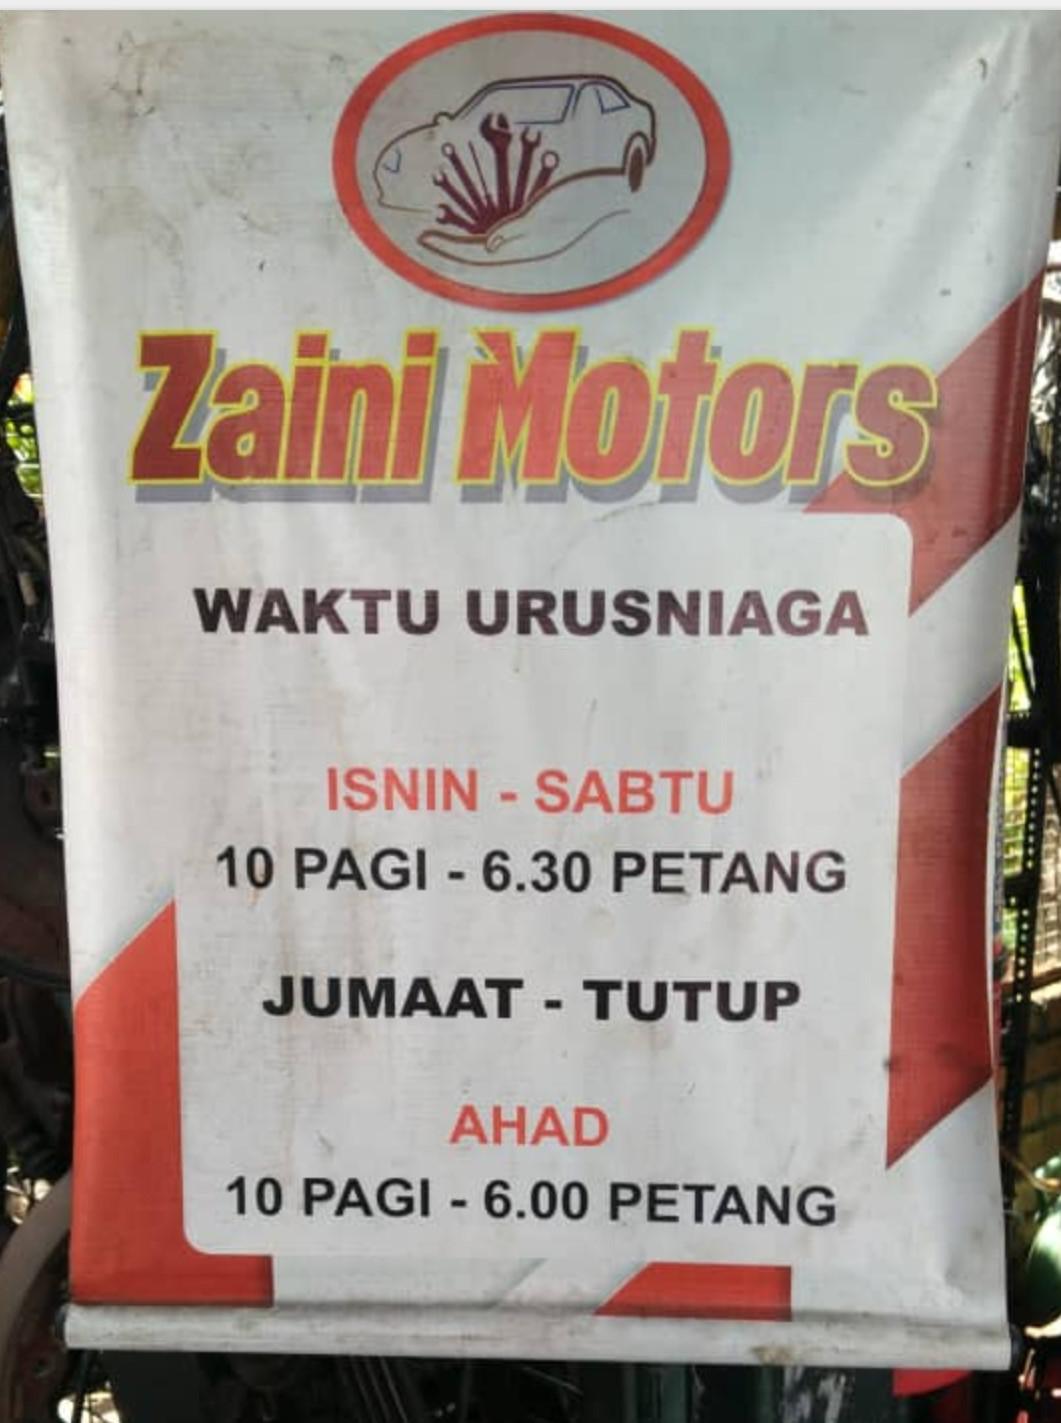 Zaini Motors
WAKTU URUSNIAGA
ISNIN - SABTU
10 PAGI - 6.30 PETANG
JUMAAT - TUTUP
AHAD
10 PAGI - 6.00 PETANG